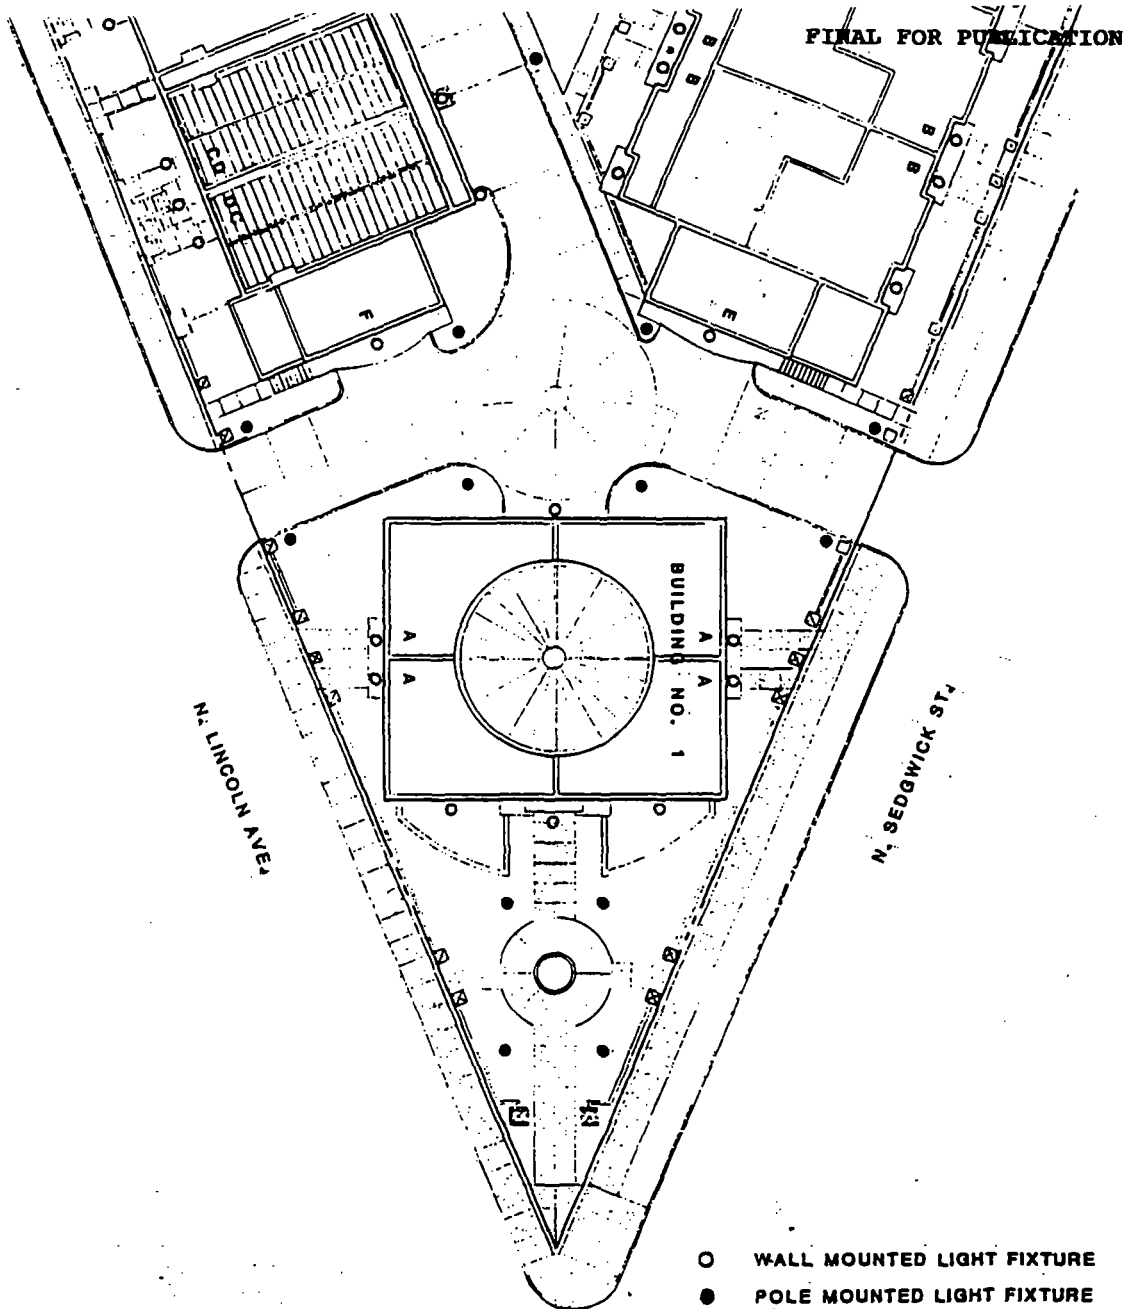 FINAL FOR PUBLICATION
B
B
B
B
C.D.
D.C.
F
E
BUILDING NO. 1
A
A
A
A
N. LINCOLN AVE.
N. SEDGWICK ST.
WALL MOUNTED LIGHT FIXTURE
POLE MOUNTED LIGHT FIXTURE